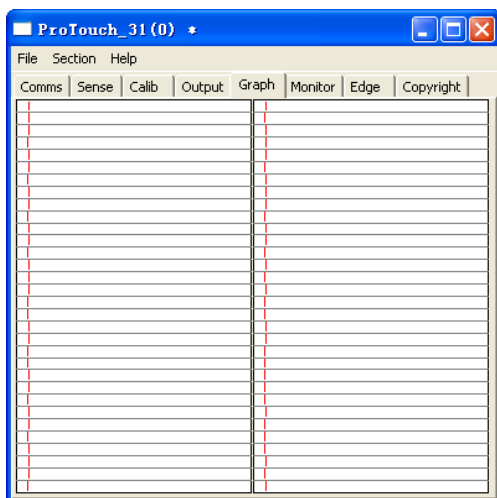 ProTouch_31(0) *
File Section Help
Comms Sense Calib Output Graph Monitor Edge Copyright